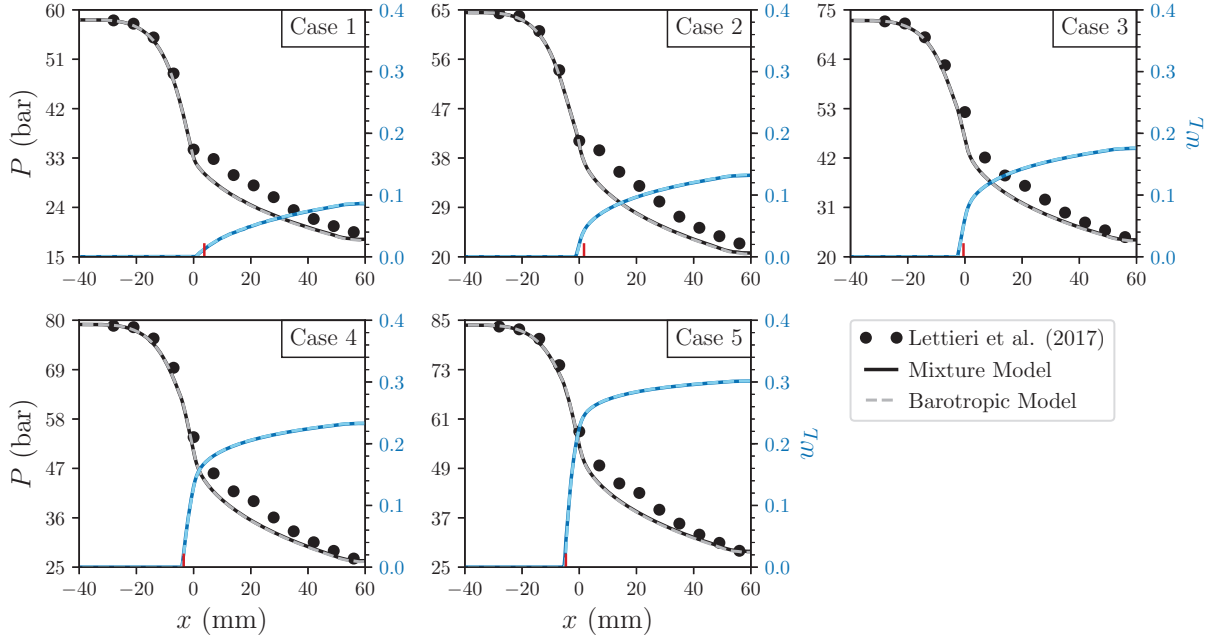 60
51
42
33
24
15
P (bar)
Case 1
0.4
0.3
0.2
0.1
0.0
−40 −20 0 20 40 60
65
56
47
38
29
20
Case 2
0.4
0.3
0.2
0.1
0.0
−40 −20 0 20 40 60
75
64
53
42
31
20
Case 3
0.4
0.3
0.2
0.1
0.0
w_L
−40 −20 0 20 40 60
80
69
58
47
36
25
P (bar)
Case 4
0.4
0.3
0.2
0.1
0.0
−40 −20 0 20 40 60
x (mm)
85
73
61
49
37
25
Case 5
0.4
0.3
0.2
0.1
0.0
w_L
−40 −20 0 20 40 60
x (mm)
Lettieri et al. (2017)
Mixture Model
Barotropic Model